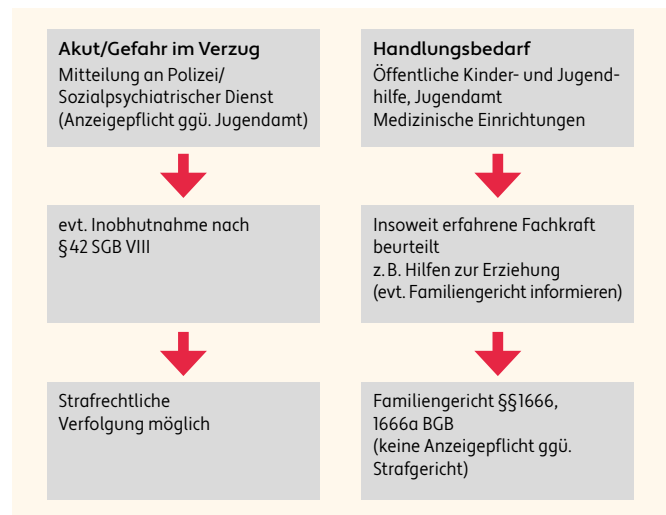 Akut/Gefahr im Verzug
Mitteilung an Polizei/
Sozialpsychiatrischer Dienst
(Anzeigepflicht ggü. Jugendamt)
evt. Inobhutnahme nach
§ 42 SGB VIII
Strafrechtliche
Verfolgung möglich
Handlungsbedarf
Öffentliche Kinder- und Jugend-
hilfe, Jugendamt
Medizinische Einrichtungen
Insoweit erfahrene Fachkraft
beurteilt
z. B. Hilfen zur Erziehung
(evt. Familiengericht informieren)
Familiengericht §§ 1666,
1666a BGB
(keine Anzeigepflicht ggü.
Strafgericht)